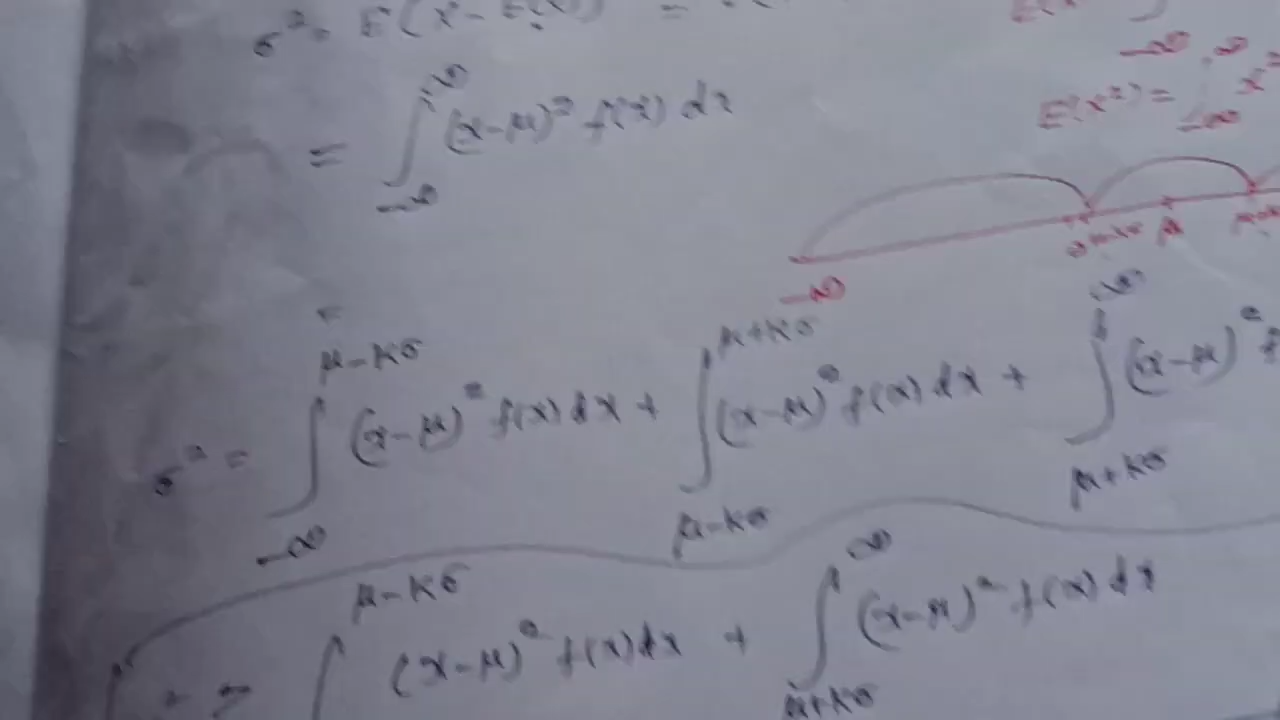 σ² = E(x - E(x))² =
= ∫_{-∞}^{∞} (x-μ)² f(x) dx
E(x²) = ∫_{-∞}^{∞} x²
-∞ μ-kσ μ
σ² = ∫_{-∞}^{μ-kσ} (x-μ)² f(x) dx + ∫_{μ-kσ}^{μ+kσ} (x-μ)² f(x) dx + ∫_{μ+kσ}^{∞} (x-μ)² f
∫^{μ-kσ} (x-μ)² f(x) dx + ∫_{μ+kσ}^{∞} (x-μ)² f(x) dx